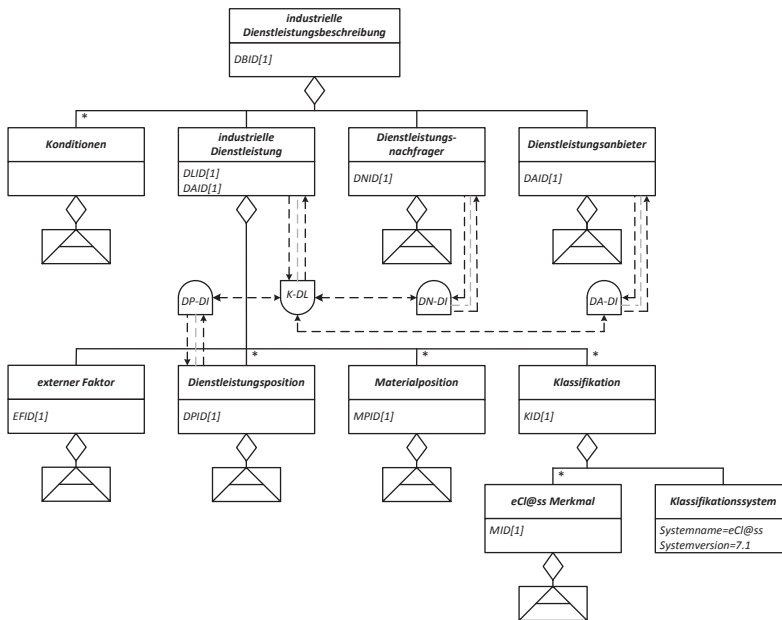 industrielle
Dienstleistungsbeschreibung
DBID[1]
*
Konditionen
industrielle
Dienstleistung
DLID[1]
DAID[1]
Dienstleistungs-
nachfrager
DNID[1]
Dienstleistungsanbieter
DAID[1]
DP-DI
K-DL
DN-DI
DA-DI
*
*
*
externer Faktor
EFID[1]
Dienstleistungsposition
DPID[1]
Materialposition
MPID[1]
Klassifikation
KID[1]
*
eCl@ss Merkmal
MID[1]
Klassifikationssystem
Systemname=eCl@ss
Systemversion=7.1